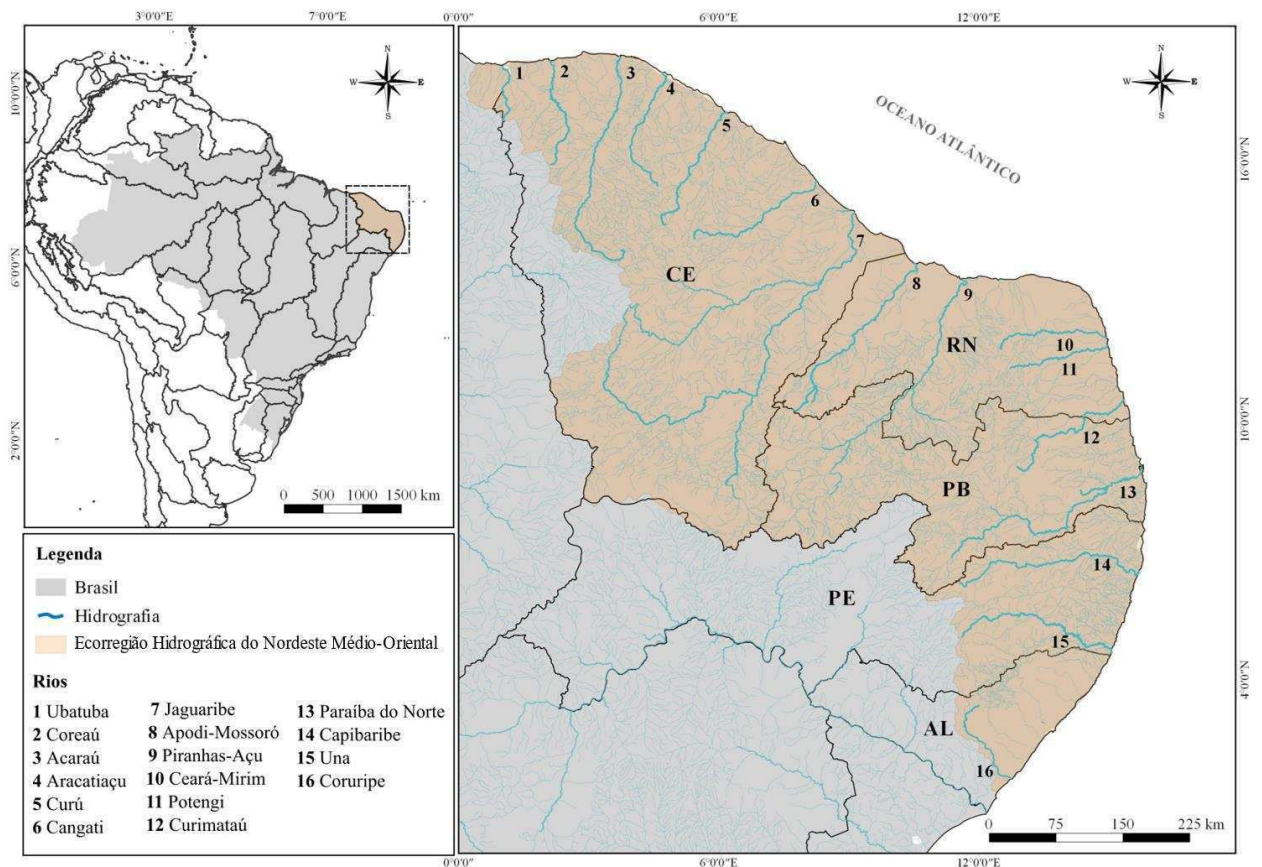 3°0'0"E
7°0'0"E
0°0'0"
6°0'0"E
12°0'0"E
10°0'0"N
6°0'0"N
2°0'0"N
N
W
E
S
0 500 1000 1500 km
Legenda
Brasil
Hidrografia
Ecorregião Hidrográfica do Nordeste Médio-Oriental
Rios
1 Ubatuba
2 Coreaú
3 Acaraú
4 Aracatiaçu
5 Curú
6 Cangati
7 Jaguaribe
8 Apodi-Mossoró
9 Piranhas-Açu
10 Ceará-Mirim
11 Potengi
12 Curimataú
13 Paraíba do Norte
14 Capibaribe
15 Una
16 Coruripe
OCEANO ATLÂNTICO
N
W
E
S
1
2
3
4
5
6
7
8
9
10
11
12
13
14
15
16
CE
RN
PB
PE
AL
16°0'0"N
10°0'0"N
4°0'0"N
0 75 150 225 km
0°0'0"
6°0'0"E
12°0'0"E